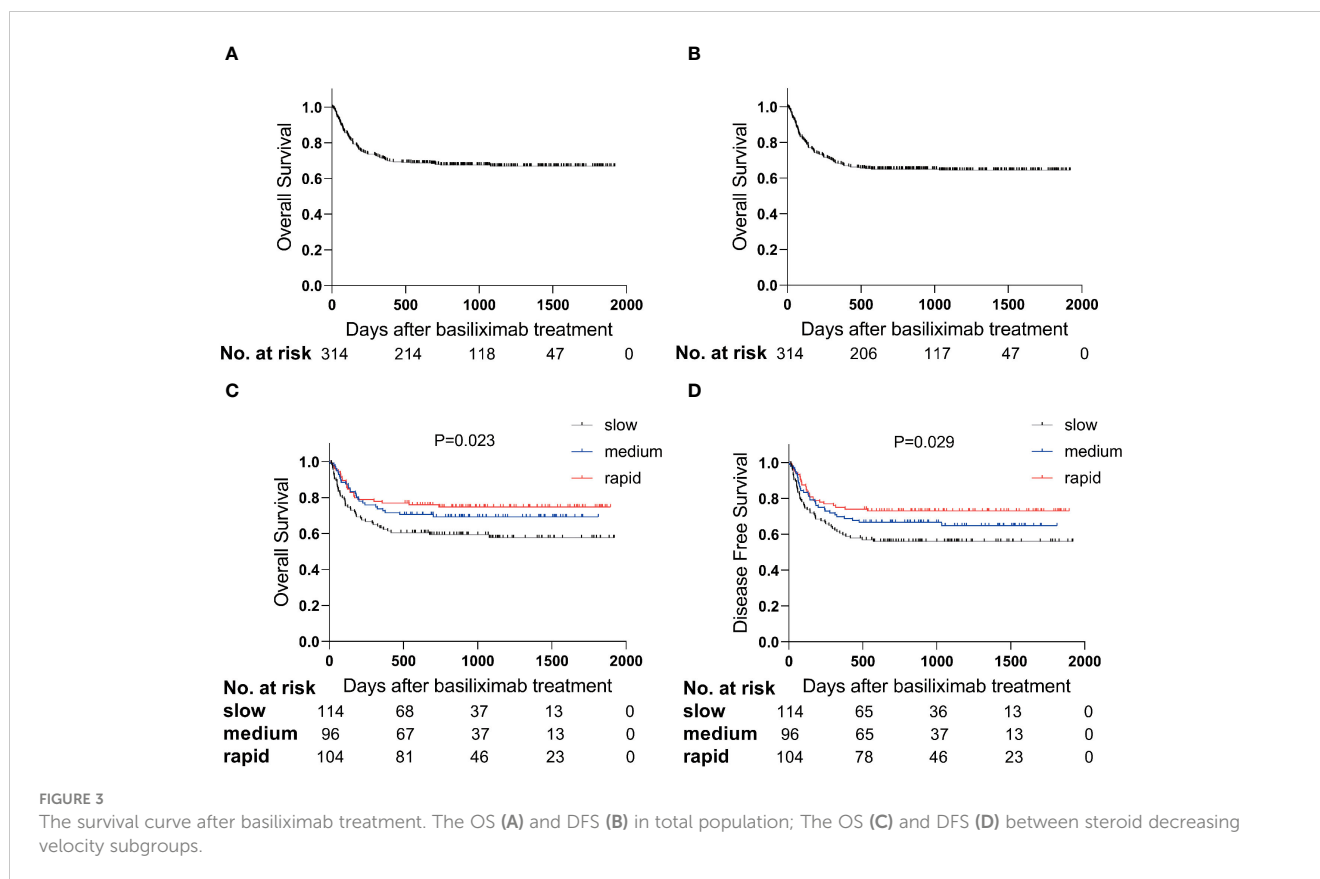 A
Overall Survival
1.0
0.8
0.6
0.4
0.2
0.0
0 500 1000 1500 2000
Days after basiliximab treatment
No. at risk 314 214 118 47 0
B
Overall Survival
1.0
0.8
0.6
0.4
0.2
0.0
0 500 1000 1500 2000
Days after basiliximab treatment
No. at risk 314 206 117 47 0
C
slow
medium
rapid
P=0.023
Overall Survival
1.0
0.8
0.6
0.4
0.2
0.0
0 500 1000 1500 2000
No. at risk Days after basiliximab treatment
slow 114 68 37 13 0
medium 96 67 37 13 0
rapid 104 81 46 23 0
D
slow
medium
rapid
P=0.029
Disease Free Survival
1.0
0.8
0.6
0.4
0.2
0.0
0 500 1000 1500 2000
No. at risk Days after basiliximab treatment
slow 114 65 36 13 0
medium 96 65 37 13 0
rapid 104 78 46 23 0
FIGURE 3
The survival curve after basiliximab treatment. The OS (A) and DFS (B) in total population; The OS (C) and DFS (D) between steroid decreasing
velocity subgroups.